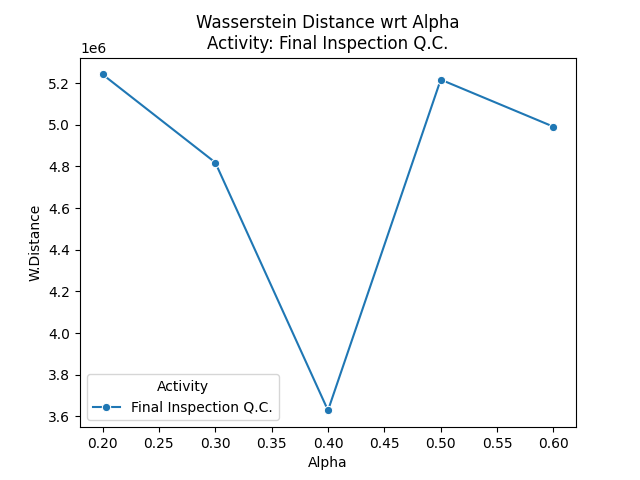 Wasserstein Distance wrt Alpha
Activity: Final Inspection Q.C.
1e6
5.2
5.0
4.8
4.6
4.4
4.2
4.0
3.8
3.6
W.Distance
Activity
Final Inspection Q.C.
0.20 0.25 0.30 0.35 0.40 0.45 0.50 0.55 0.60
Alpha